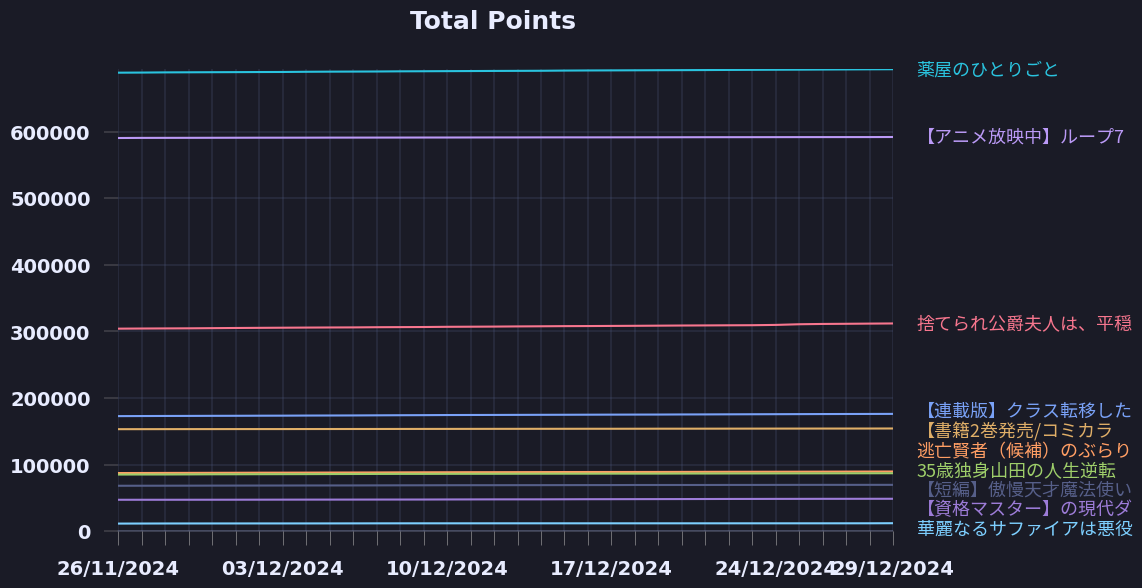 Total Points
薬屋のひとりごと
600000
【アニメ放映中】ループ7
500000
400000
300000
捨てられ公爵夫人は、平穏
200000
【連載版】クラス転移した
【書籍2巻発売/コミカラ
逃亡賢者（候補）のぶらり
100000
35歳独身山田の人生逆転
【短編】傲慢天才魔法使い
【資格マスター】の現代ダ
華麗なるサファイアは悪役
0
26/11/2024
03/12/2024
10/12/2024
17/12/2024
24/12/2024
29/12/2024